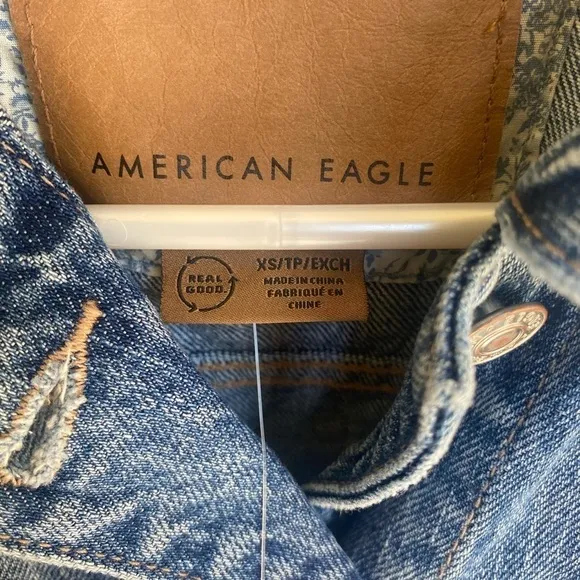 AMERICAN EAGLE
REAL
GOOD.
XS/TP/EXCH
MADE IN CHINA
FABRIQUÉ EN
CHINE